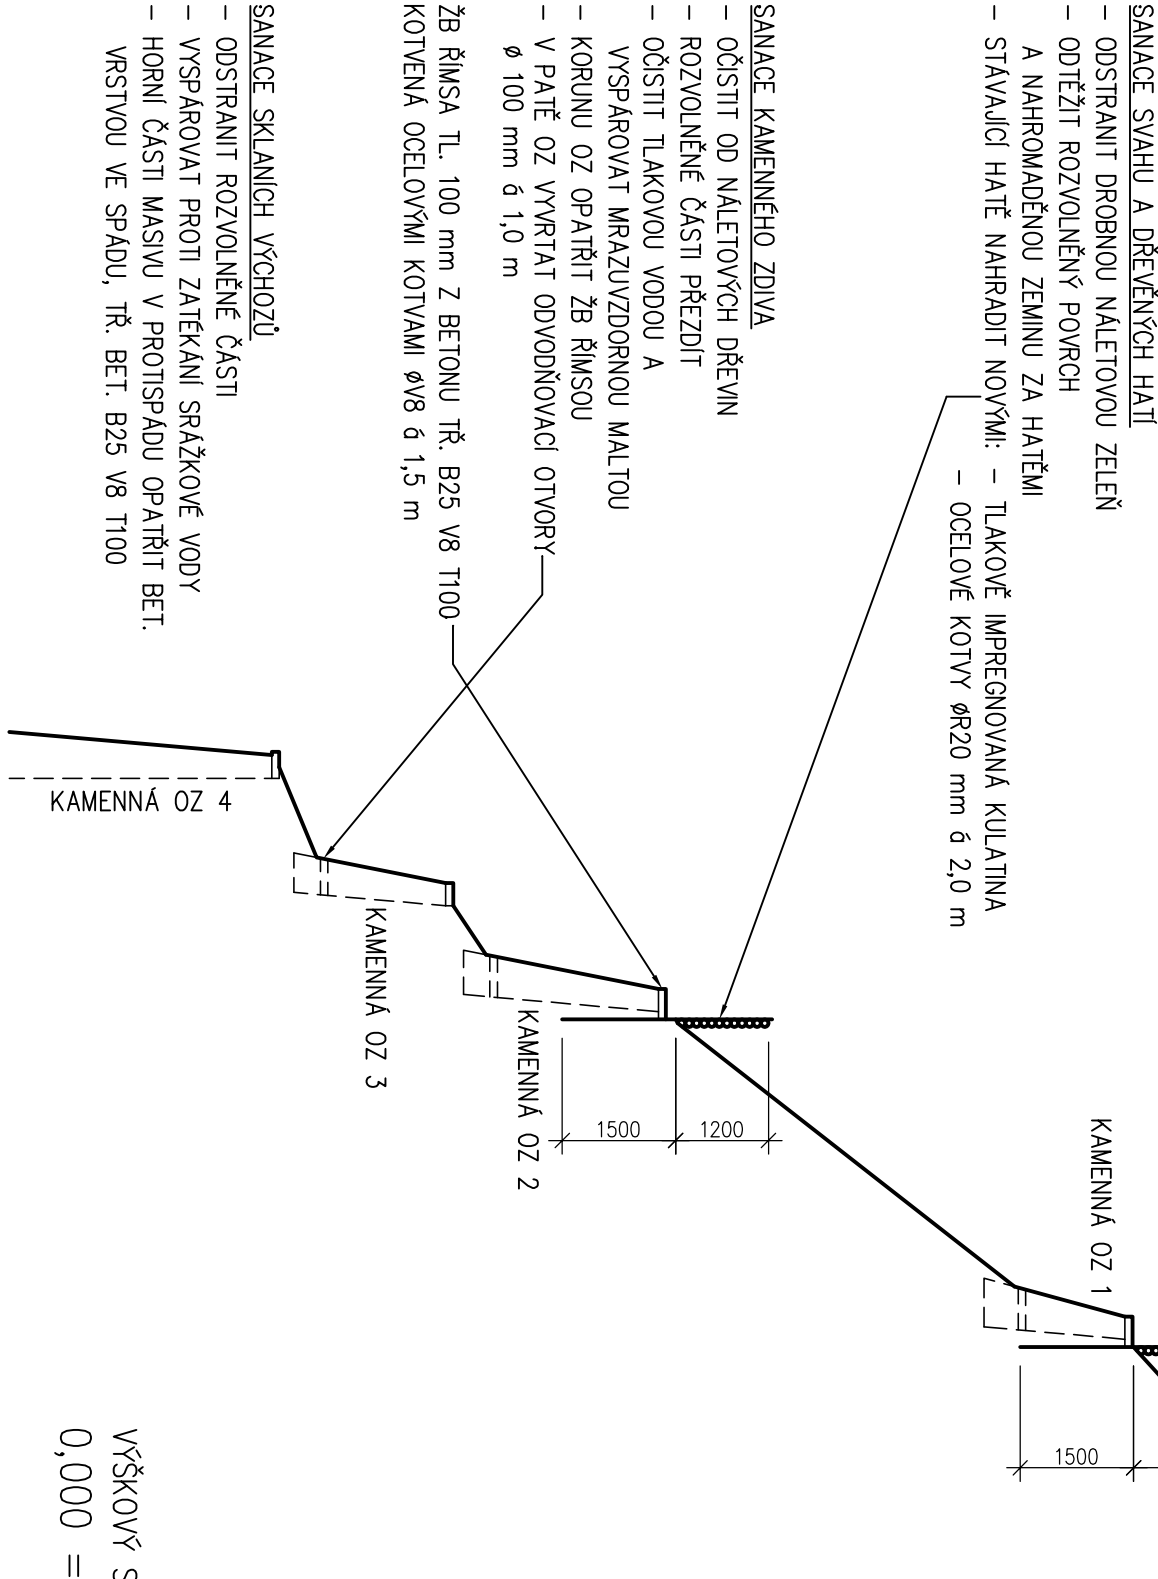 SANACE SVAHU A DŘEVĚNÝCH HATÍ
- ODSTRANIT DROBNOU NÁLETOVOU ZELEŇ
- ODTĚŽIT ROZVOLNĚNÝ POVRCH
A NAHROMADĚNOU ZEMINU ZA HATĚMI
- STÁVAJÍCÍ HATĚ NAHRADIT NOVÝMI: - TLAKOVĚ IMPREGNOVANÁ KULATINA
- OCELOVÉ KOTVY øR20 mm á 2,0 m
SANACE KAMENNÉHO ZDIVA
- OČISTIT OD NÁLETOVÝCH DŘEVIN
- ROZVOLNĚNÉ ČÁSTI PŘEZDÍT
- OČISTIT TLAKOVOU VODOU A
VYSPÁROVAT MRAZUVZDORNOU MALTOU
- KORUNU OZ OPATŘIT ŽB ŘÍMSOU
- V PATĚ OZ VYVRTAT ODVODŇOVACÍ OTVORY
ø 100 mm á 1,0 m
ŽB ŘÍMSA TL. 100 mm Z BETONU TŘ. B25 V8 T100
KOTVENÁ OCELOVÝMI KOTVAMI øV8 á 1,5 m
SANACE SKLANÍCH VÝCHOZŮ
- ODSTRANIT ROZVOLNĚNÉ ČÁSTI
- VYSPÁROVAT PROTI ZATÉKÁNÍ SRÁŽKOVÉ VODY
- HORNÍ ČÁSTI MASIVU V PROTISPÁDU OPATŘIT BET.
VRSTVOU VE SPÁDU, TŘ. BET. B25 V8 T100
KAMENNÁ OZ 1
KAMENNÁ OZ 2
KAMENNÁ OZ 3
KAMENNÁ OZ 4
1500
1200
1500
VÝŠKOVÝ S
0,000 =